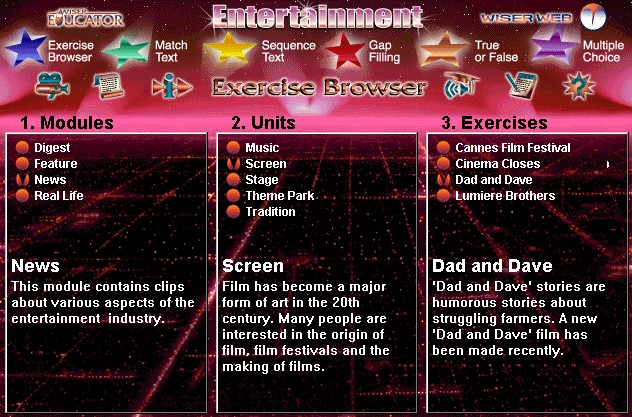 WISER
EDUCATOR
Entertainment
WISER WEB
Exercise
Browser
Match
Text
Sequence
Text
Gap
Filling
True
or False
Multiple
Choice
Exercise Browser
1. Modules
Digest
Feature
News
Real Life
News
This module contains clips
about various aspects of the
entertainment industry.
2. Units
Music
Screen
Stage
Theme Park
Tradition
Screen
Film has become a major
form of art in the 20th
century. Many people are
interested in the origin of
film, film festivals and the
making of films.
3. Exercises
Cannes Film Festival
Cinema Closes
Dad and Dave
Lumiere Brothers
Dad and Dave
'Dad and Dave' stories are
humorous stories about
struggling farmers. A new
'Dad and Dave' film has
been made recently.